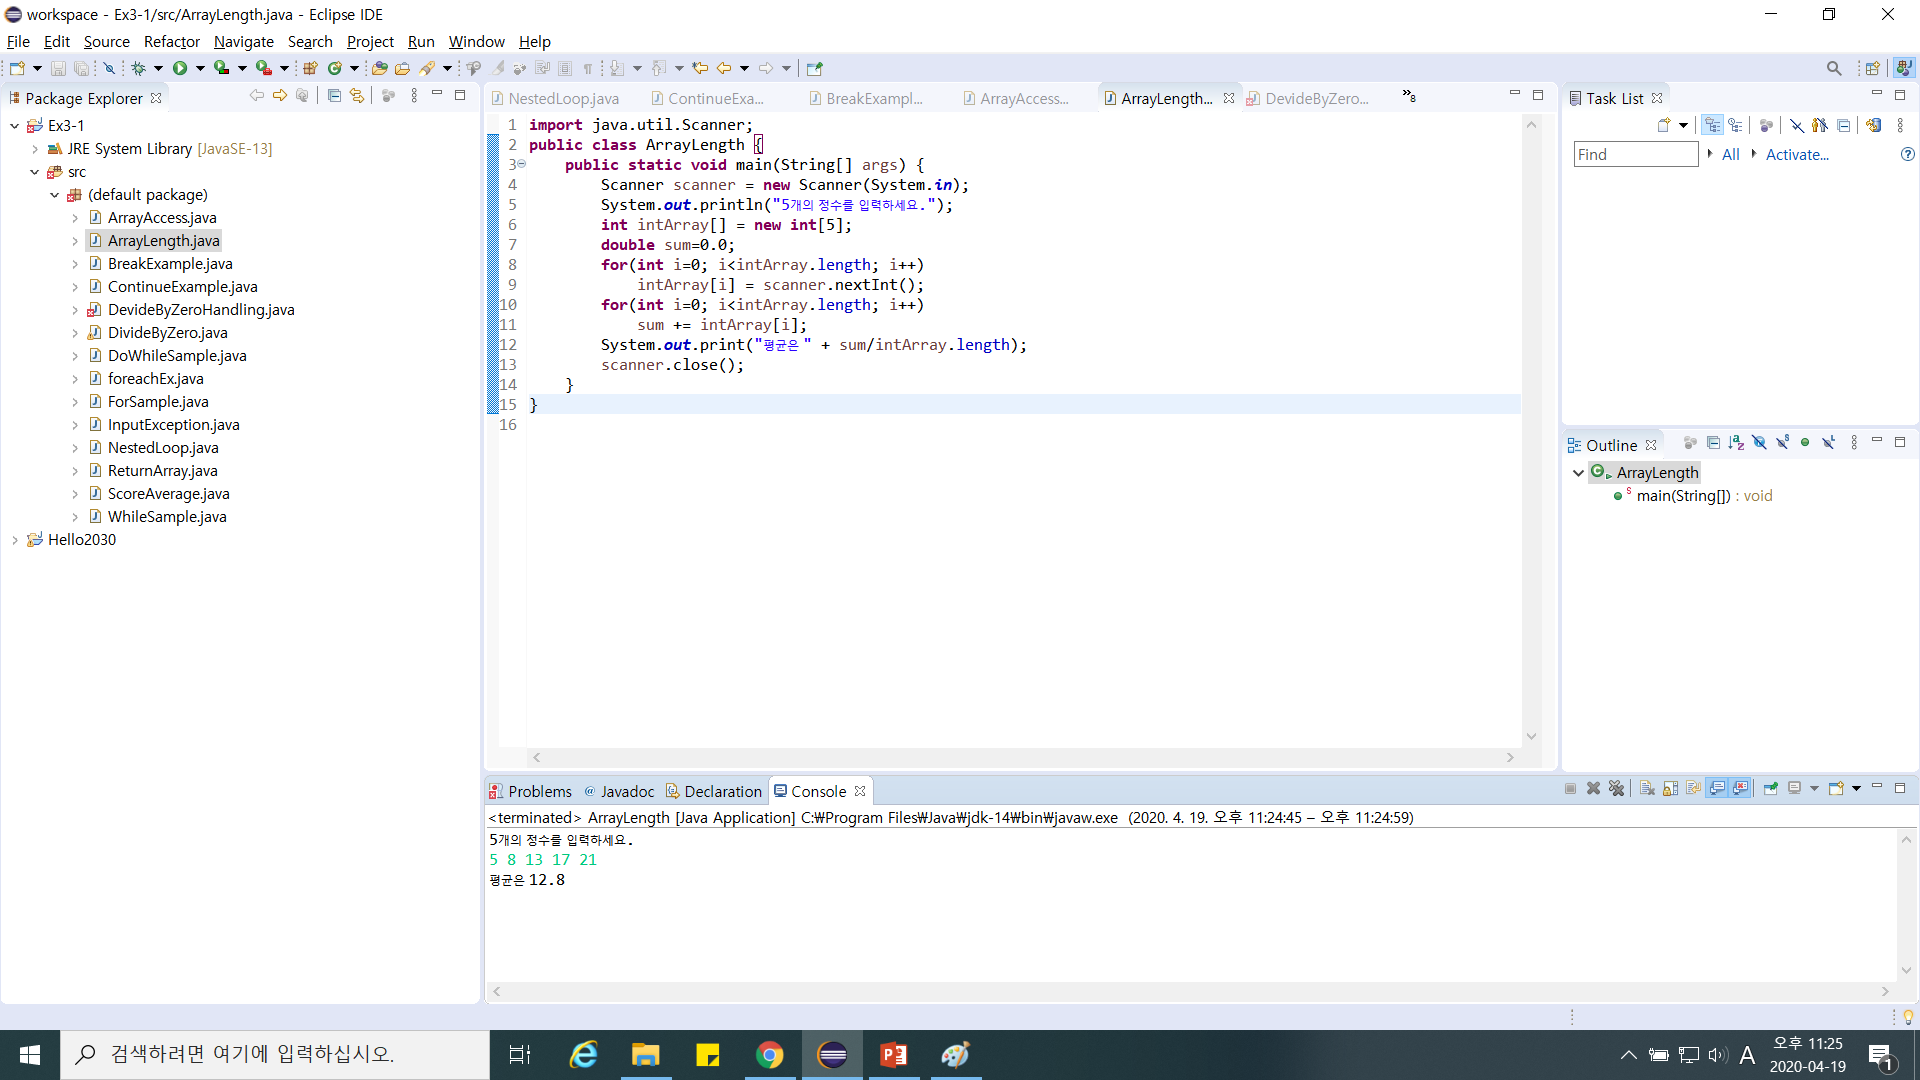 workspace - Ex3-1/src/ArrayLength.java - Eclipse IDE
File Edit Source Refactor Navigate Search Project Run Window Help
Package Explorer
Ex3-1
JRE System Library [JavaSE-13]
src
(default package)
ArrayAccess.java
ArrayLength.java
BreakExample.java
ContinueExample.java
DevideByZeroHandling.java
DivideByZero.java
DoWhileSample.java
foreachEx.java
ForSample.java
InputException.java
NestedLoop.java
ReturnArray.java
ScoreAverage.java
WhileSample.java
Hello2030
NestedLoop.java ContinueExa... BreakExampl... ArrayAccess... ArrayLength... DevideByZero... »8
1 import java.util.Scanner;
2 public class ArrayLength {
3 public static void main(String[] args) {
4 Scanner scanner = new Scanner(System.in);
5 System.out.println("5개의 정수를 입력하세요.");
6 int intArray[] = new int[5];
7 double sum=0.0;
8 for(int i=0; i<intArray.length; i++)
9 intArray[i] = scanner.nextInt();
10 for(int i=0; i<intArray.length; i++)
11 sum += intArray[i];
12 System.out.print("평균은 " + sum/intArray.length);
13 scanner.close();
14 }
15 }
16
Task List
Find All Activate...
Outline
ArrayLength
main(String[]) : void
Problems @ Javadoc Declaration Console
<terminated> ArrayLength [Java Application] C:₩Program Files₩Java₩jdk-14₩bin₩javaw.exe (2020. 4. 19. 오후 11:24:45 – 오후 11:24:59)
5개의 정수를 입력하세요.
5 8 13 17 21
평균은 12.8
검색하려면 여기에 입력하십시오.
A
오후 11:25
2020-04-19
1